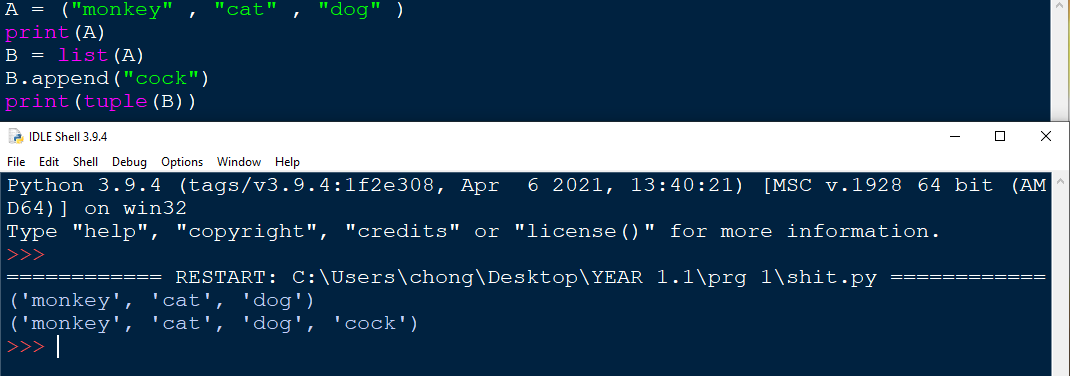 A = ("monkey" , "cat" , "dog" )
print(A)
B = list(A)
B.append("cock")
print(tuple(B))
IDLE Shell 3.9.4
File Edit Shell Debug Options Window Help
Python 3.9.4 (tags/v3.9.4:1f2e308, Apr  6 2021, 13:40:21) [MSC v.1928 64 bit (AM
D64)] on win32
Type "help", "copyright", "credits" or "license()" for more information.
>>>
============ RESTART: C:\Users\chong\Desktop\YEAR 1.1\prg 1\shit.py ============
('monkey', 'cat', 'dog')
('monkey', 'cat', 'dog', 'cock')
>>>